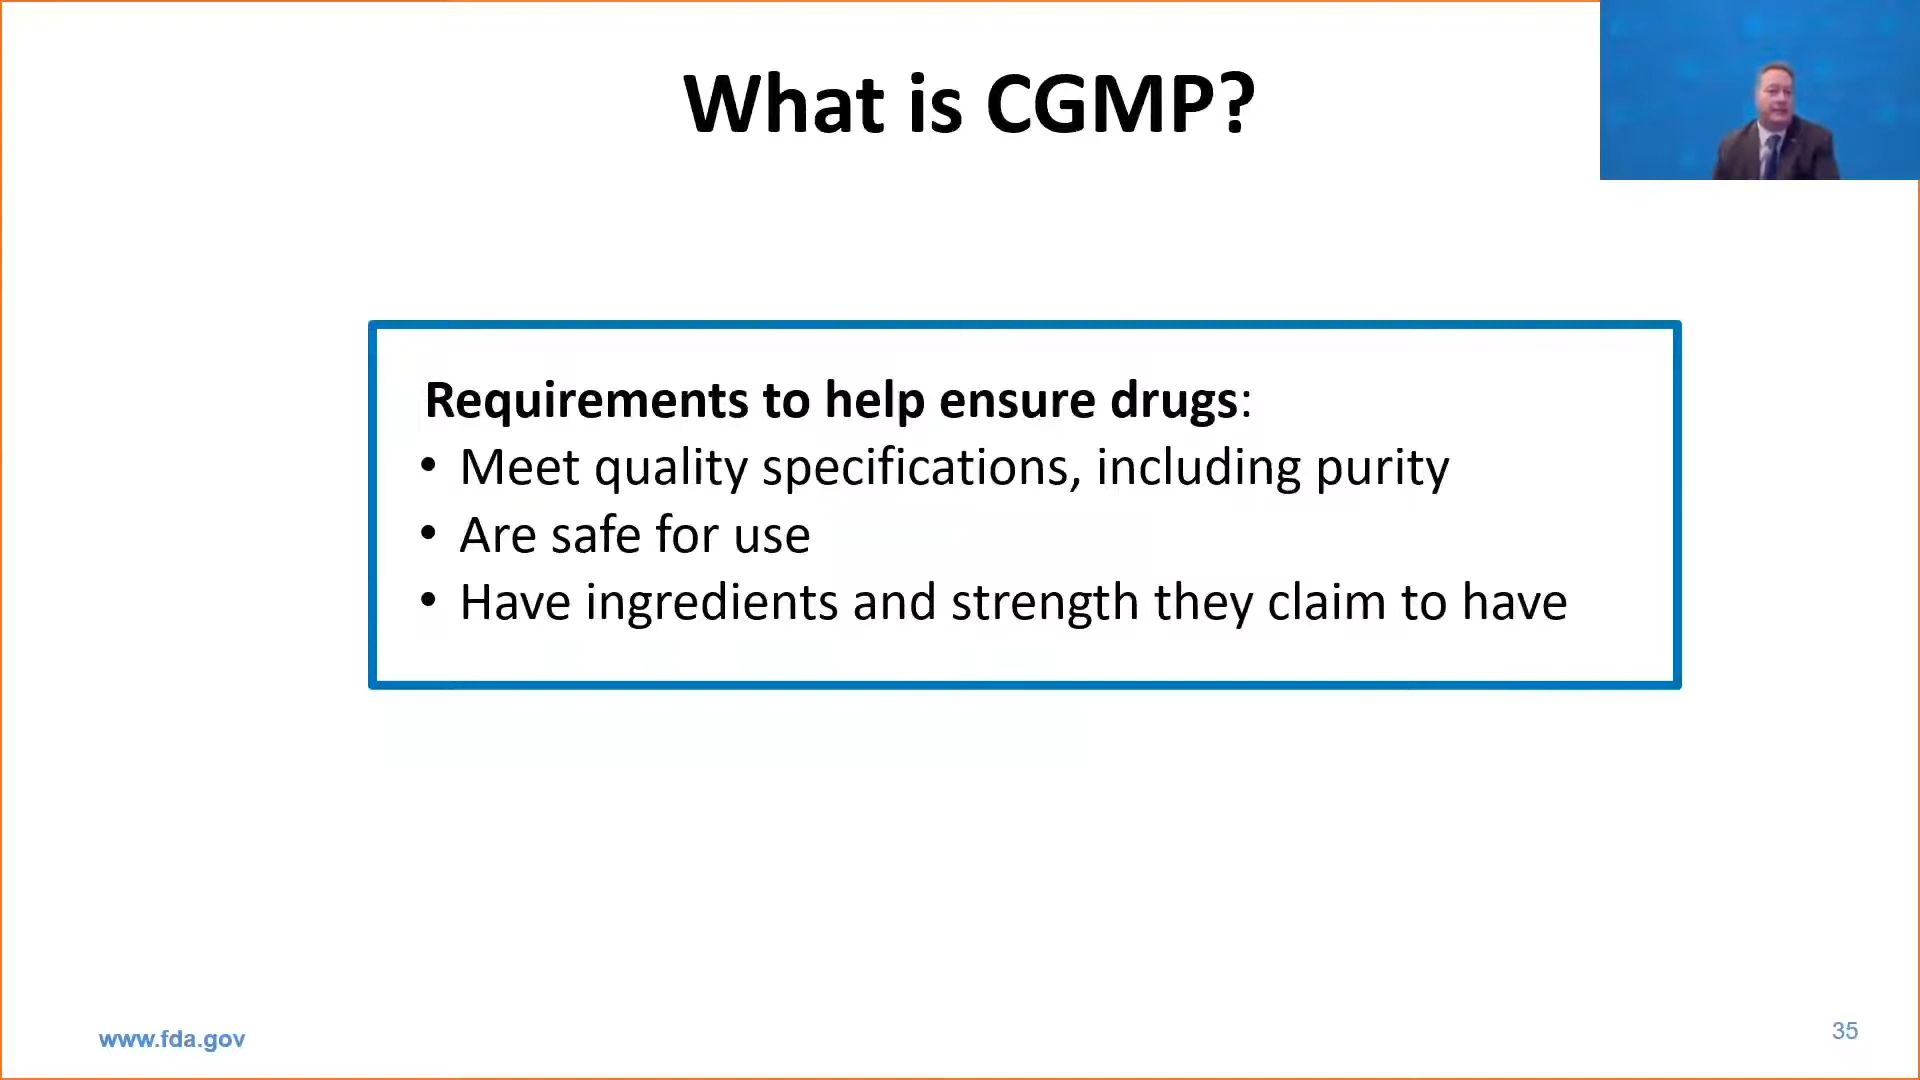 What is CGMP?
Requirements to help ensure drugs:
• Meet quality specifications, including purity
• Are safe for use
• Have ingredients and strength they claim to have
www.fda.gov
35